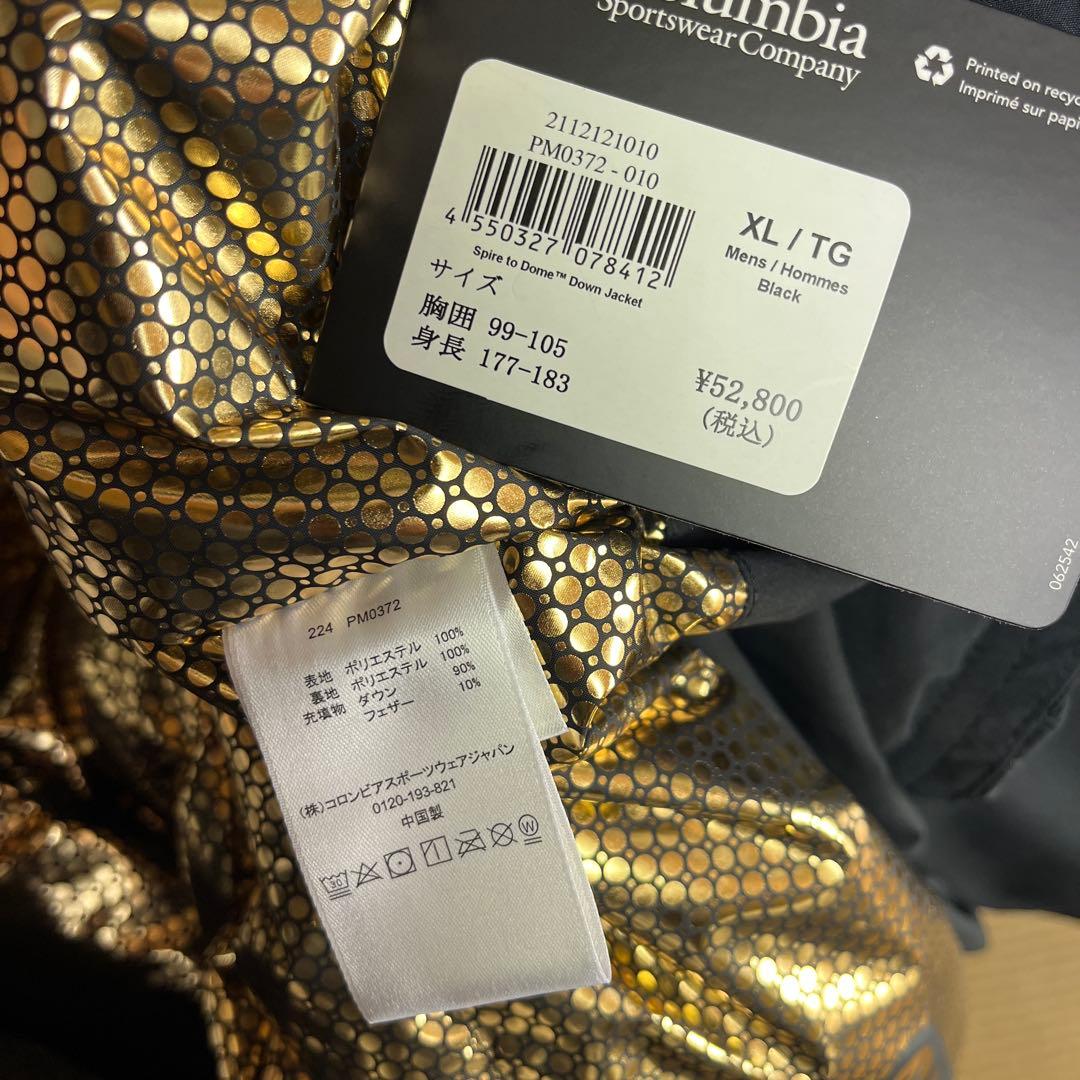 Sportswear Company
Printed on recyc
Imprimé sur papi
2112121010
PM0372 - 010
4 550327 078412
Spire to Dome™ Down Jacket
XL / TG
Mens / Hommes
Black
サイズ
胸囲 99-105
身長 177-183
¥52,800
(税込)
062542
224 PM0372
表地 ポリエステル 100%
裏地 ポリエステル 100%
充填物 ダウン 90%
フェザー 10%
(株)コロンビアスポーツウェアジャパン
0120-193-821
中国製
30
W